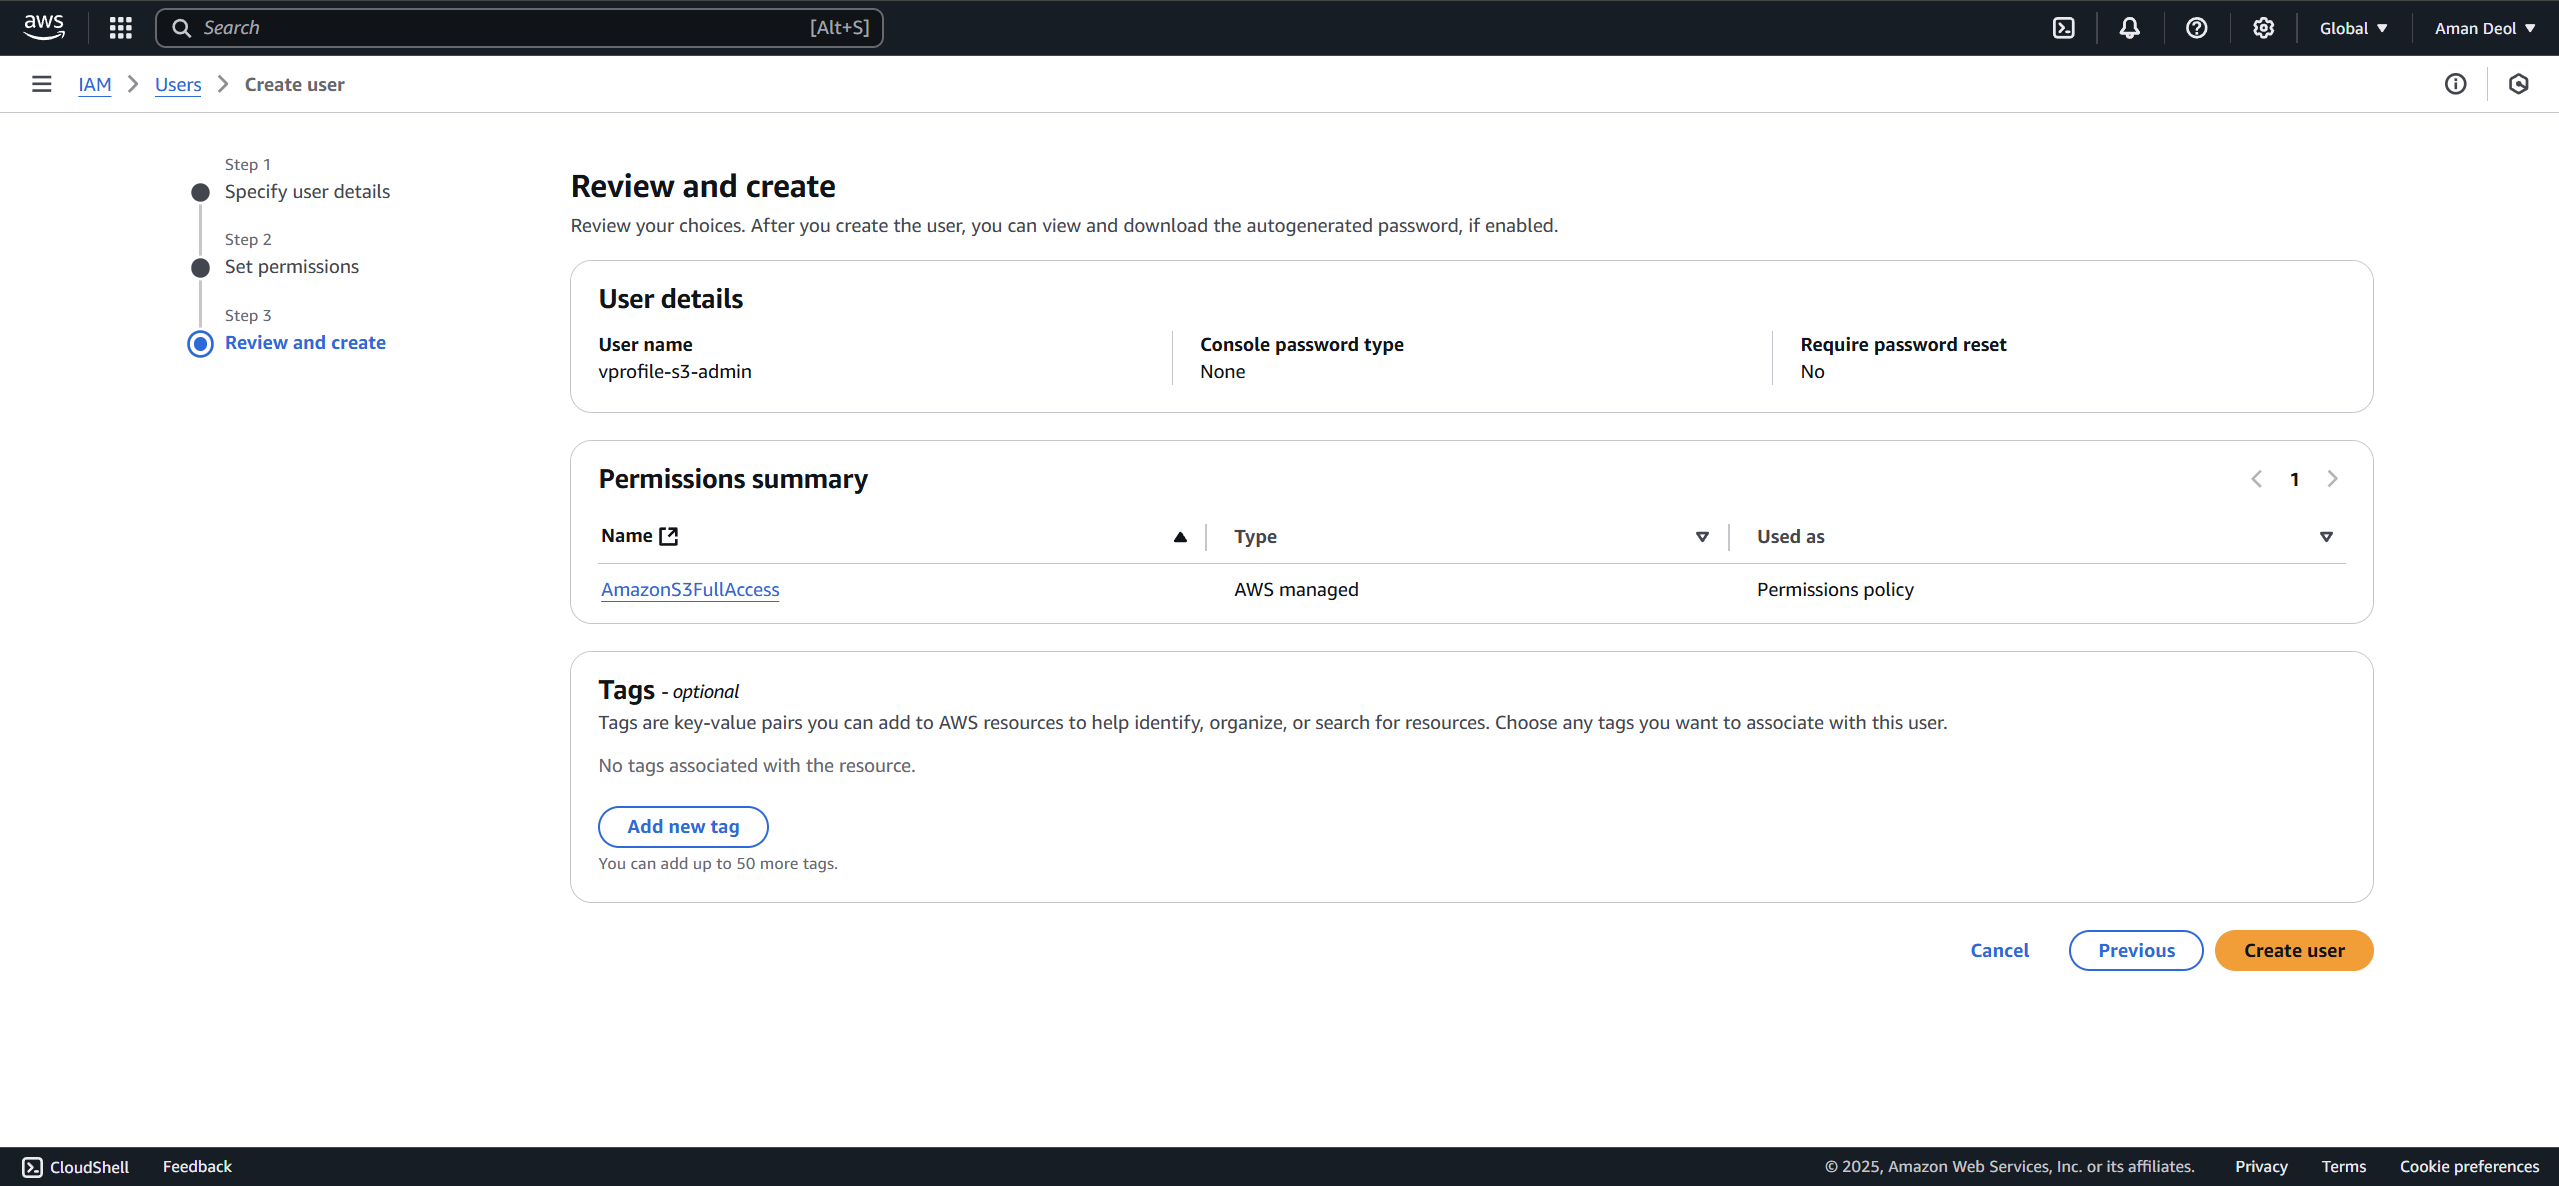 aws
Search [Alt+S]
Global
Aman Deol
IAM
Users
Create user
Step 1
Specify user details
Step 2
Set permissions
Step 3
Review and create
Review and create
Review your choices. After you create the user, you can view and download the autogenerated password, if enabled.
User details
User name
vprofile-s3-admin
Console password type
None
Require password reset
No
Permissions summary
1
Name Type Used as
AmazonS3FullAccess AWS managed Permissions policy
Tags - optional
Tags are key-value pairs you can add to AWS resources to help identify, organize, or search for resources. Choose any tags you want to associate with this user.
No tags associated with the resource.
Add new tag
You can add up to 50 more tags.
Cancel Previous Create user
CloudShell Feedback © 2025, Amazon Web Services, Inc. or its affiliates. Privacy Terms Cookie preferences